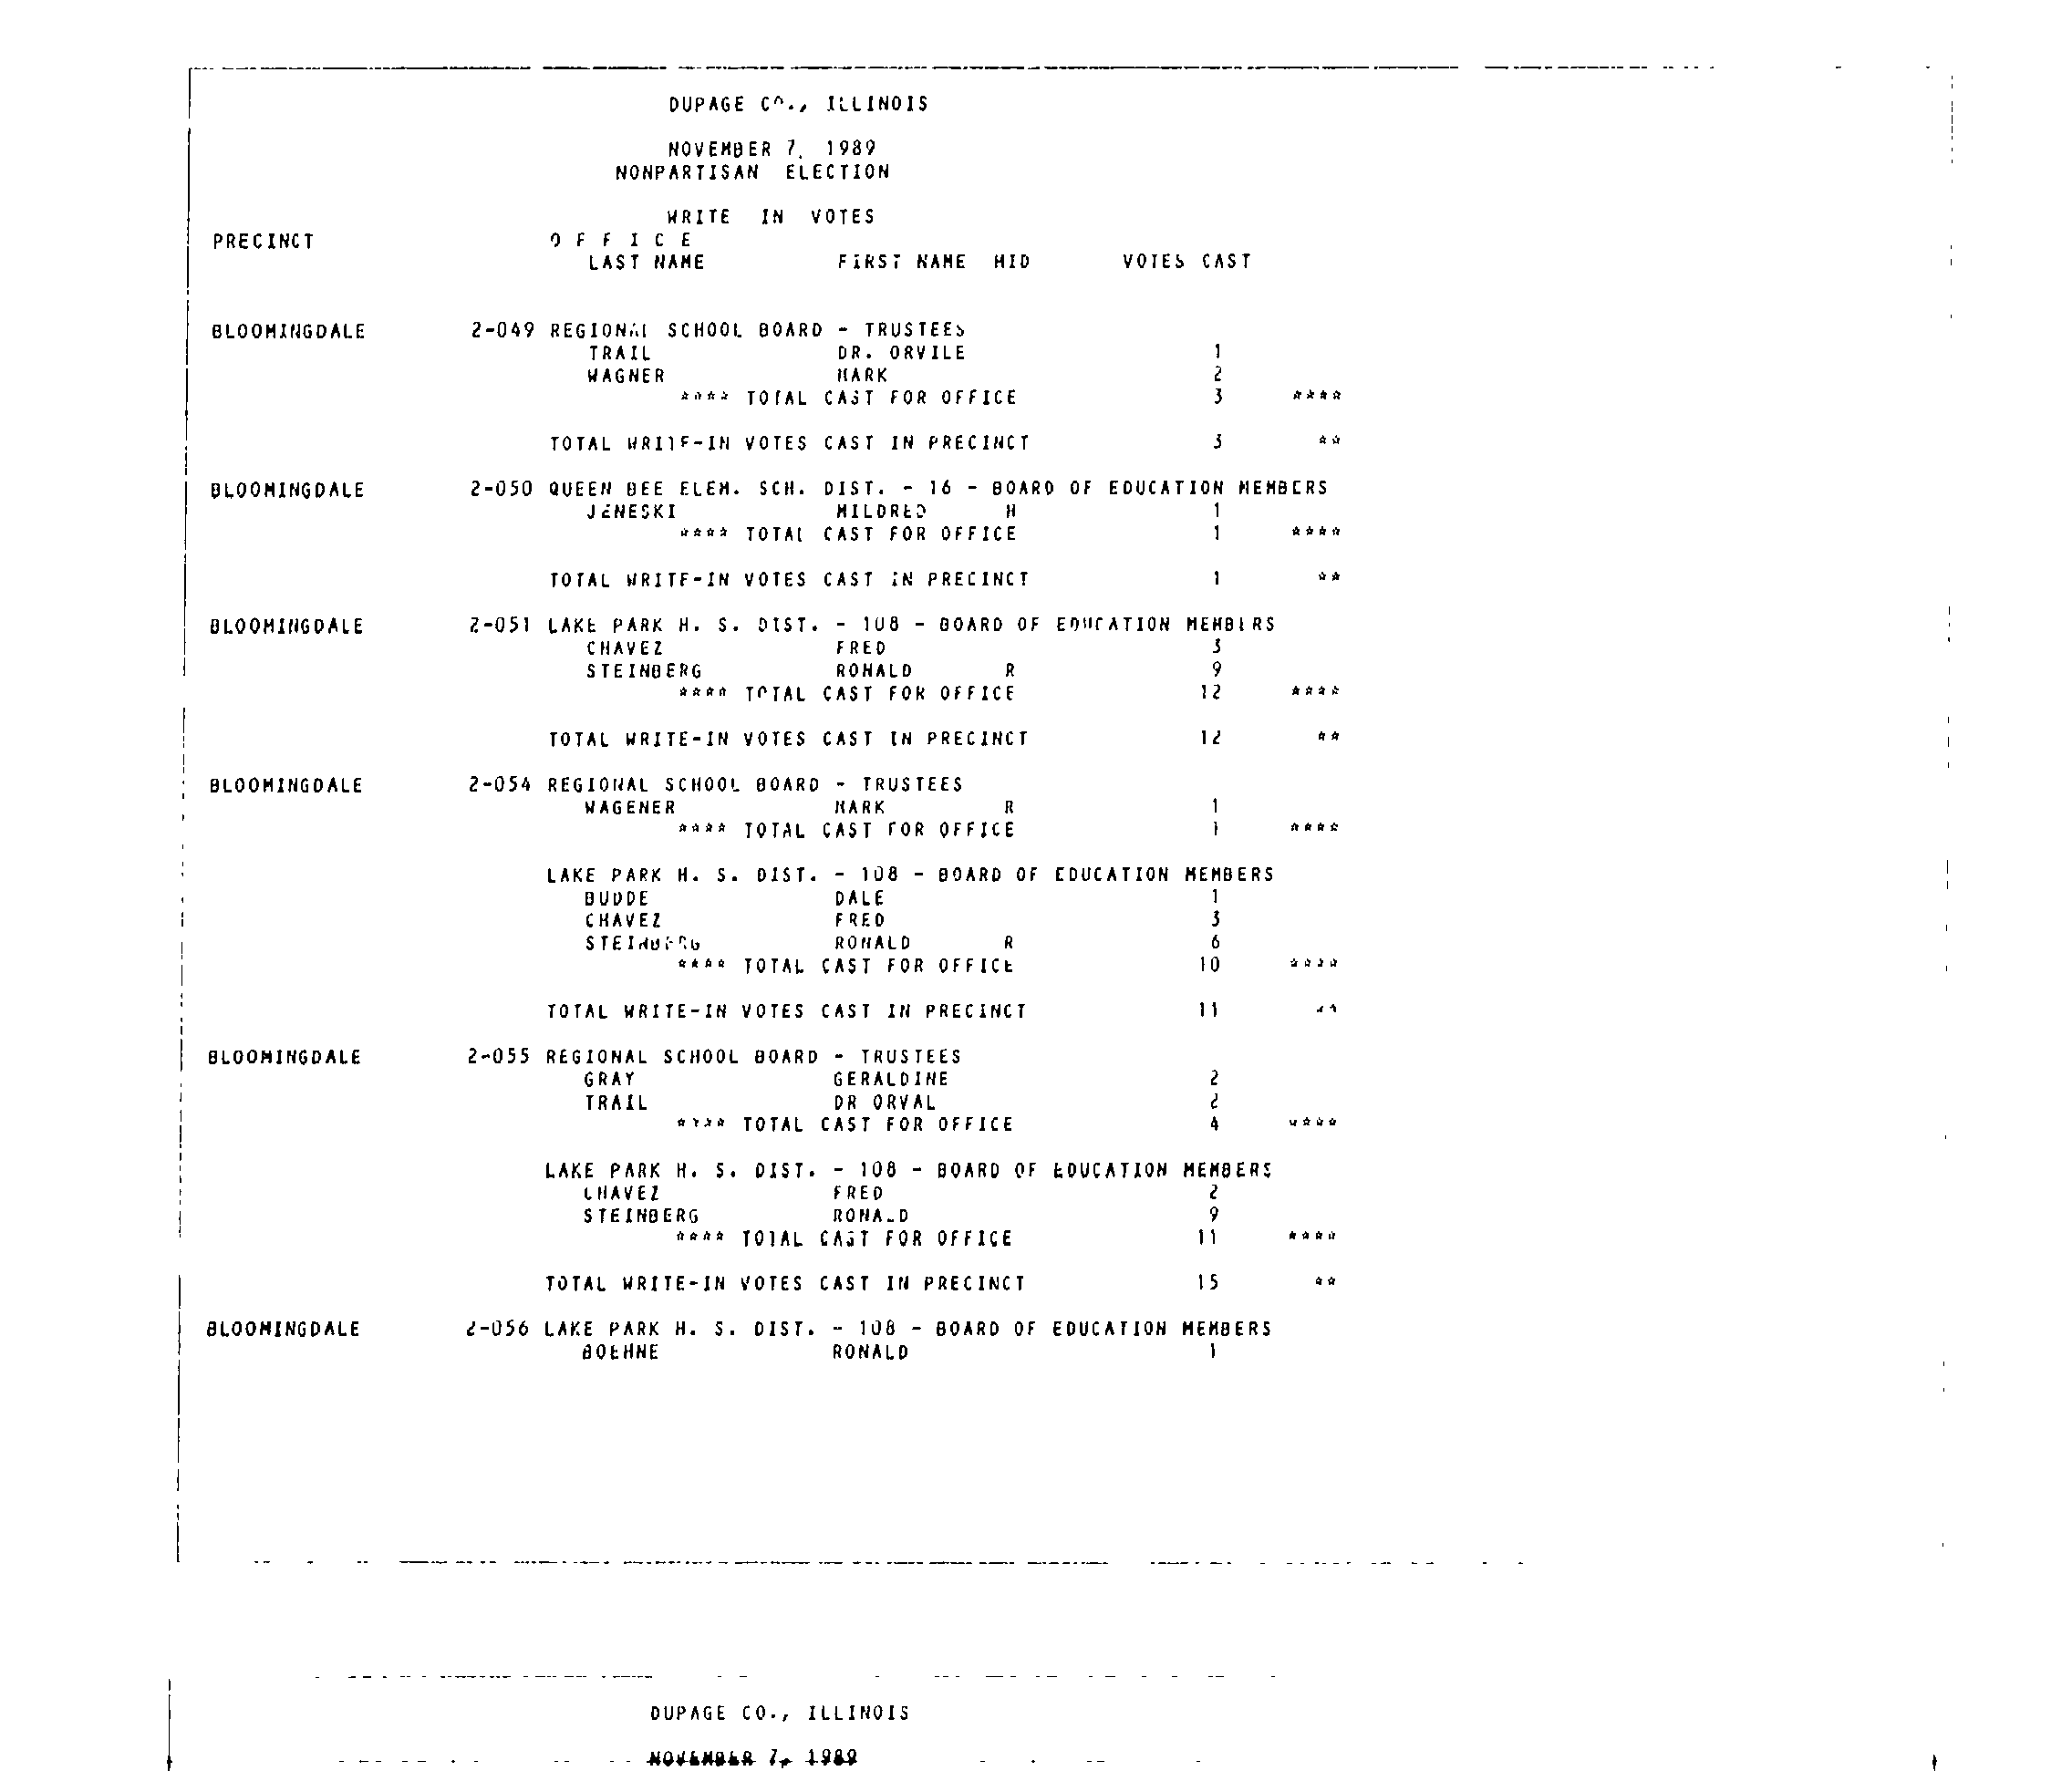 DUPAGE CO., ILLINOIS
NOVEMBER 7, 1989
NONPARTISAN ELECTION
WRITE IN VOTES
PRECINCT O F F I C E
LAST NAME FIRST NAME MID VOTES CAST
BLOOMINGDALE 2-049 REGIONAL SCHOOL BOARD - TRUSTEES
TRAIL DR. ORVILE 1
WAGNER MARK 2
**** TOTAL CAST FOR OFFICE 3 ****
TOTAL WRITE-IN VOTES CAST IN PRECINCT 3 **
BLOOMINGDALE 2-050 QUEEN BEE ELEM. SCH. DIST. - 16 - BOARD OF EDUCATION MEMBERS
JENESKI MILDRED H 1
**** TOTAL CAST FOR OFFICE 1 ****
TOTAL WRITE-IN VOTES CAST IN PRECINCT 1 **
BLOOMINGDALE 2-051 LAKE PARK H. S. DIST. - 108 - BOARD OF EDUCATION MEMBERS
CHAVEZ FRED 3
STEINBERG RONALD R 9
**** TOTAL CAST FOR OFFICE 12 ****
TOTAL WRITE-IN VOTES CAST IN PRECINCT 12 **
BLOOMINGDALE 2-054 REGIONAL SCHOOL BOARD - TRUSTEES
WAGENER MARK R 1
**** TOTAL CAST FOR OFFICE 1 ****
LAKE PARK H. S. DIST. - 108 - BOARD OF EDUCATION MEMBERS
BUDDE DALE 1
CHAVEZ FRED 3
STEINBERG RONALD R 6
**** TOTAL CAST FOR OFFICE 10 ****
TOTAL WRITE-IN VOTES CAST IN PRECINCT 11 **
BLOOMINGDALE 2-055 REGIONAL SCHOOL BOARD - TRUSTEES
GRAY GERALDINE 2
TRAIL DR ORVAL 2
**** TOTAL CAST FOR OFFICE 4 ****
LAKE PARK H. S. DIST. - 108 - BOARD OF EDUCATION MEMBERS
CHAVEZ FRED 2
STEINBERG RONALD 9
**** TOTAL CAST FOR OFFICE 11 ****
TOTAL WRITE-IN VOTES CAST IN PRECINCT 15 **
BLOOMINGDALE 2-056 LAKE PARK H. S. DIST. - 108 - BOARD OF EDUCATION MEMBERS
BOEHNE RONALD 1
DUPAGE CO., ILLINOIS
NOVEMBER 7, 1989